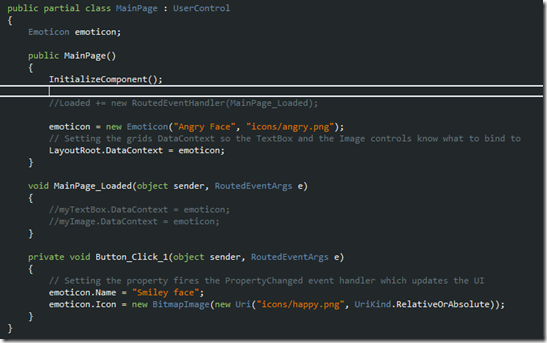 public partial class MainPage : UserControl
{
Emoticon emoticon;
public MainPage()
{
InitializeComponent();
//Loaded += new RoutedEventHandler(MainPage_Loaded);
emoticon = new Emoticon("Angry Face", "icons/angry.png");
// Setting the grids DataContext so the TextBox and the Image controls know what to bind to
LayoutRoot.DataContext = emoticon;
}
void MainPage_Loaded(object sender, RoutedEventArgs e)
{
//myTextBox.DataContext = emoticon;
//myImage.DataContext = emoticon;
}
private void Button_Click_1(object sender, RoutedEventArgs e)
{
// Setting the property fires the PropertyChanged event handler which updates the UI
emoticon.Name = "Smiley face";
emoticon.Icon = new BitmapImage(new Uri("icons/happy.png", UriKind.RelativeOrAbsolute));
}
}